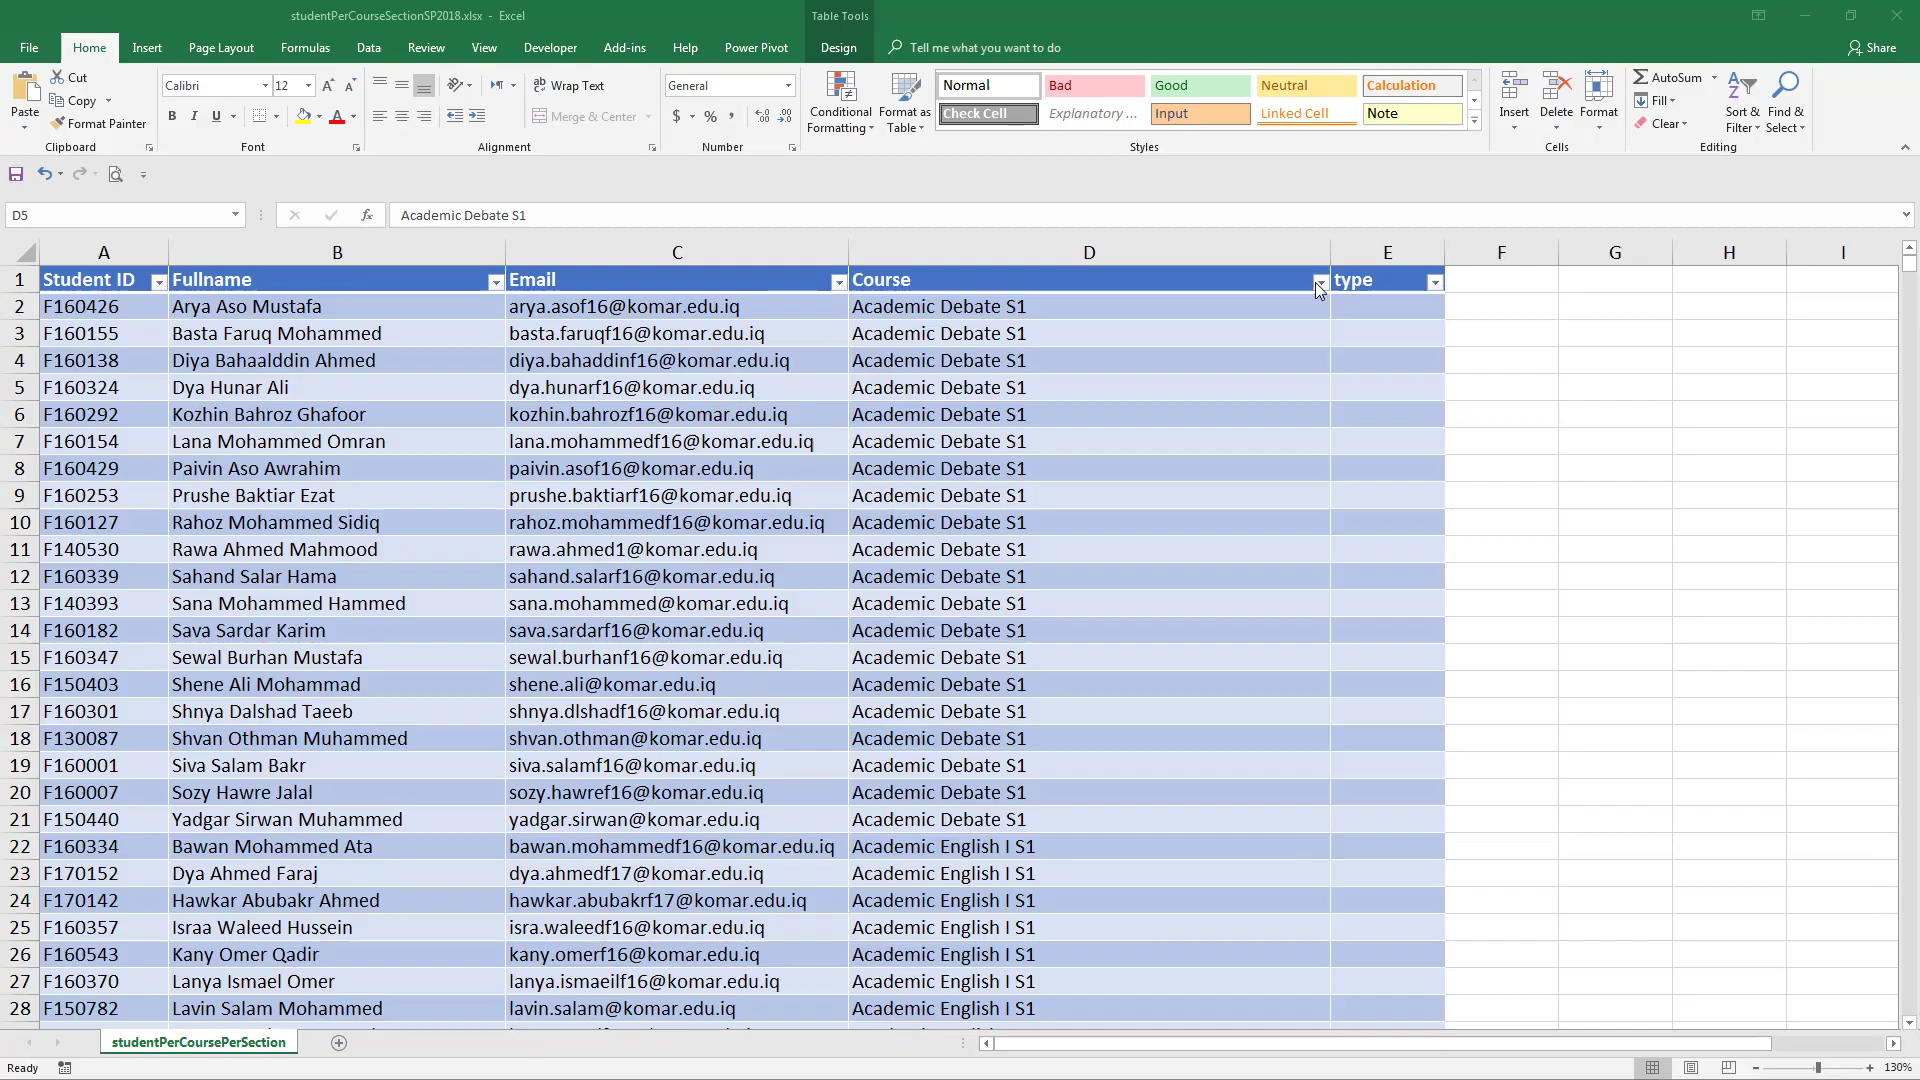 studentPerCourseSectionSP2018.xlsx - Excel
Table Tools
File Home Insert Page Layout Formulas Data Review View Developer Add-ins Help Power Pivot Design Tell me what you want to do Share
Paste
Cut
Copy
Format Painter
Clipboard
Calibri 12
B I U
Font
Wrap Text
Merge & Center
Alignment
General
$ % ,
Number
Conditional Formatting
Format as Table
Normal Bad Good Neutral Calculation
Check Cell Explanatory ... Input Linked Cell Note
Styles
Insert Delete Format
Cells
AutoSum
Fill
Clear
Sort & Filter
Find & Select
Editing
D5 fx Academic Debate S1
A B C D E F G H I
1 Student ID Fullname Email Course type
2 F160426 Arya Aso Mustafa arya.asof16@komar.edu.iq Academic Debate S1
3 F160155 Basta Faruq Mohammed basta.faruqf16@komar.edu.iq Academic Debate S1
4 F160138 Diya Bahaalddin Ahmed diya.bahaddinf16@komar.edu.iq Academic Debate S1
5 F160324 Dya Hunar Ali dya.hunarf16@komar.edu.iq Academic Debate S1
6 F160292 Kozhin Bahroz Ghafoor kozhin.bahrozf16@komar.edu.iq Academic Debate S1
7 F160154 Lana Mohammed Omran lana.mohammedf16@komar.edu.iq Academic Debate S1
8 F160429 Paivin Aso Awrahim paivin.asof16@komar.edu.iq Academic Debate S1
9 F160253 Prushe Baktiar Ezat prushe.baktiarf16@komar.edu.iq Academic Debate S1
10 F160127 Rahoz Mohammed Sidiq rahoz.mohammedf16@komar.edu.iq Academic Debate S1
11 F140530 Rawa Ahmed Mahmood rawa.ahmed1@komar.edu.iq Academic Debate S1
12 F160339 Sahand Salar Hama sahand.salarf16@komar.edu.iq Academic Debate S1
13 F140393 Sana Mohammed Hammed sana.mohammed@komar.edu.iq Academic Debate S1
14 F160182 Sava Sardar Karim sava.sardarf16@komar.edu.iq Academic Debate S1
15 F160347 Sewal Burhan Mustafa sewal.burhanf16@komar.edu.iq Academic Debate S1
16 F150403 Shene Ali Mohammad shene.ali@komar.edu.iq Academic Debate S1
17 F160301 Shnya Dalshad Taeeb shnya.dlshadf16@komar.edu.iq Academic Debate S1
18 F130087 Shvan Othman Muhammed shvan.othman@komar.edu.iq Academic Debate S1
19 F160001 Siva Salam Bakr siva.salamf16@komar.edu.iq Academic Debate S1
20 F160007 Sozy Hawre Jalal sozy.hawref16@komar.edu.iq Academic Debate S1
21 F150440 Yadgar Sirwan Muhammed yadgar.sirwan@komar.edu.iq Academic Debate S1
22 F160334 Bawan Mohammed Ata bawan.mohammedf16@komar.edu.iq Academic English I S1
23 F170152 Dya Ahmed Faraj dya.ahmedf17@komar.edu.iq Academic English I S1
24 F170142 Hawkar Abubakr Ahmed hawkar.abubakrf17@komar.edu.iq Academic English I S1
25 F160357 Israa Waleed Hussein isra.waleedf16@komar.edu.iq Academic English I S1
26 F160543 Kany Omer Qadir kany.omerf16@komar.edu.iq Academic English I S1
27 F160370 Lanya Ismael Omer lanya.ismaeilf16@komar.edu.iq Academic English I S1
28 F150782 Lavin Salam Mohammed lavin.salam@komar.edu.iq Academic English I S1
studentPerCoursePerSection
Ready 130%